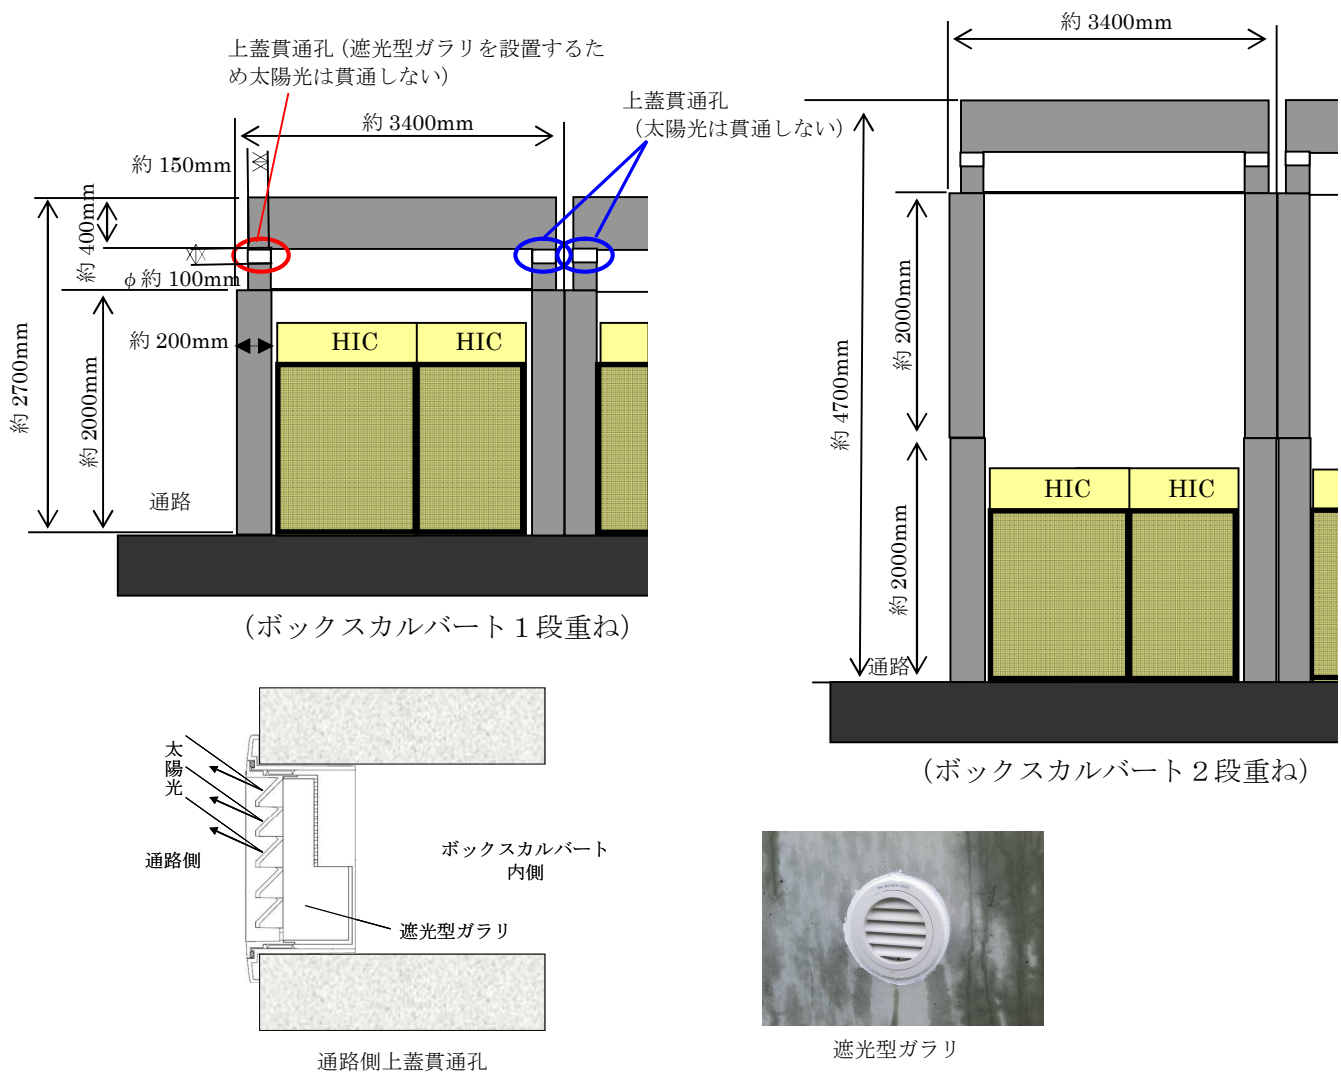 上蓋貫通孔（遮光型ガラリを設置するた
め太陽光は貫通しない）
上蓋貫通孔
（太陽光は貫通しない）
約 3400mm
約 150mm
約 400mm
φ約 100mm
約 200mm
約 2700mm
約 2000mm
HIC
HIC
通路
（ボックスカルバート１段重ね）
約 3400mm
約 4700mm
約 2000mm
約 2000mm
HIC
HIC
通路
（ボックスカルバート２段重ね）
太陽光
通路側
ボックスカルバート
内側
遮光型ガラリ
通路側上蓋貫通孔
遮光型ガラリ